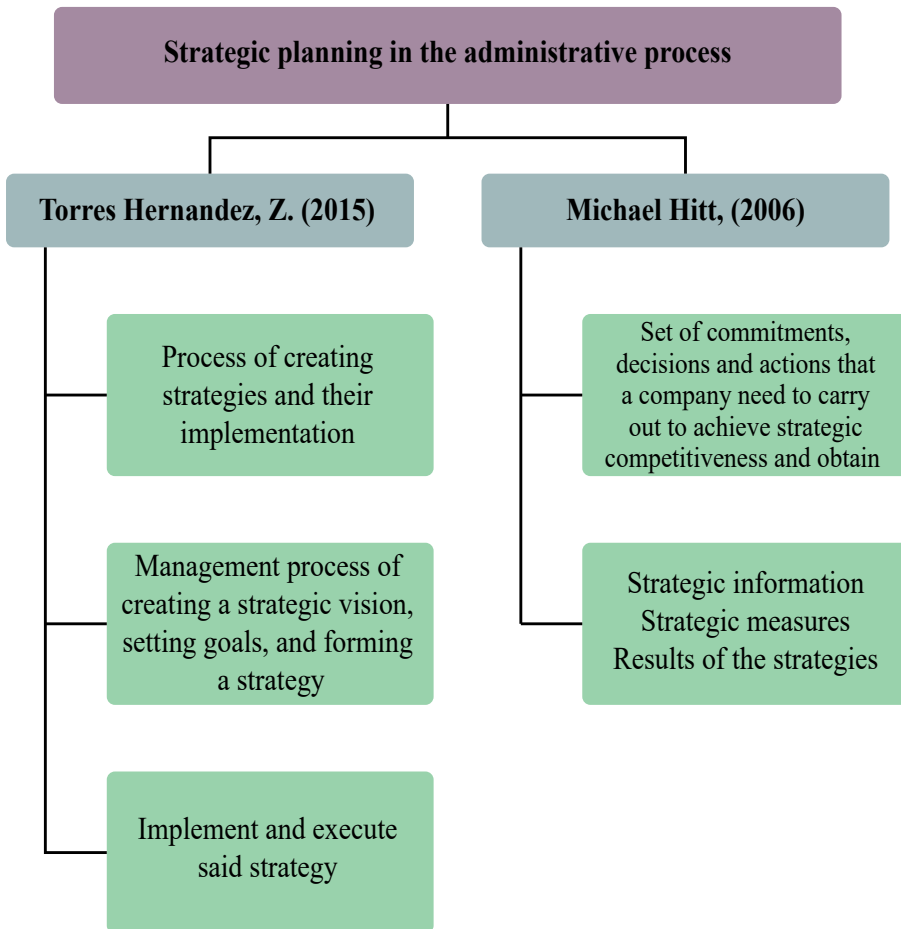 Strategic planning in the administrative process
Torres Hernandez, Z. (2015)
Process of creating
strategies and their
implementation
Management process of
creating a strategic vision,
setting goals, and forming
a strategy
Implement and execute
said strategy
Michael Hitt, (2006)
Set of commitments,
decisions and actions that
a company need to carry
out to achieve strategic
competitiveness and obtain
Strategic information
Strategic measures
Results of the strategies